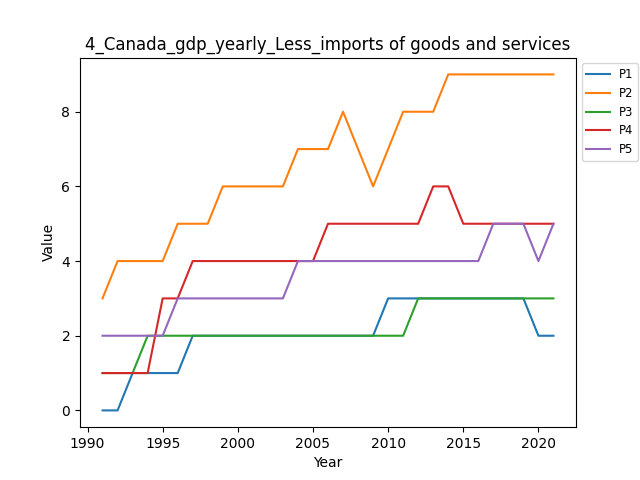 4_Canada_gdp_yearly_Less_imports of goods and services
P1
P2
P3
P4
P5
Value
8
6
4
2
0
1990 1995 2000 2005 2010 2015 2020
Year